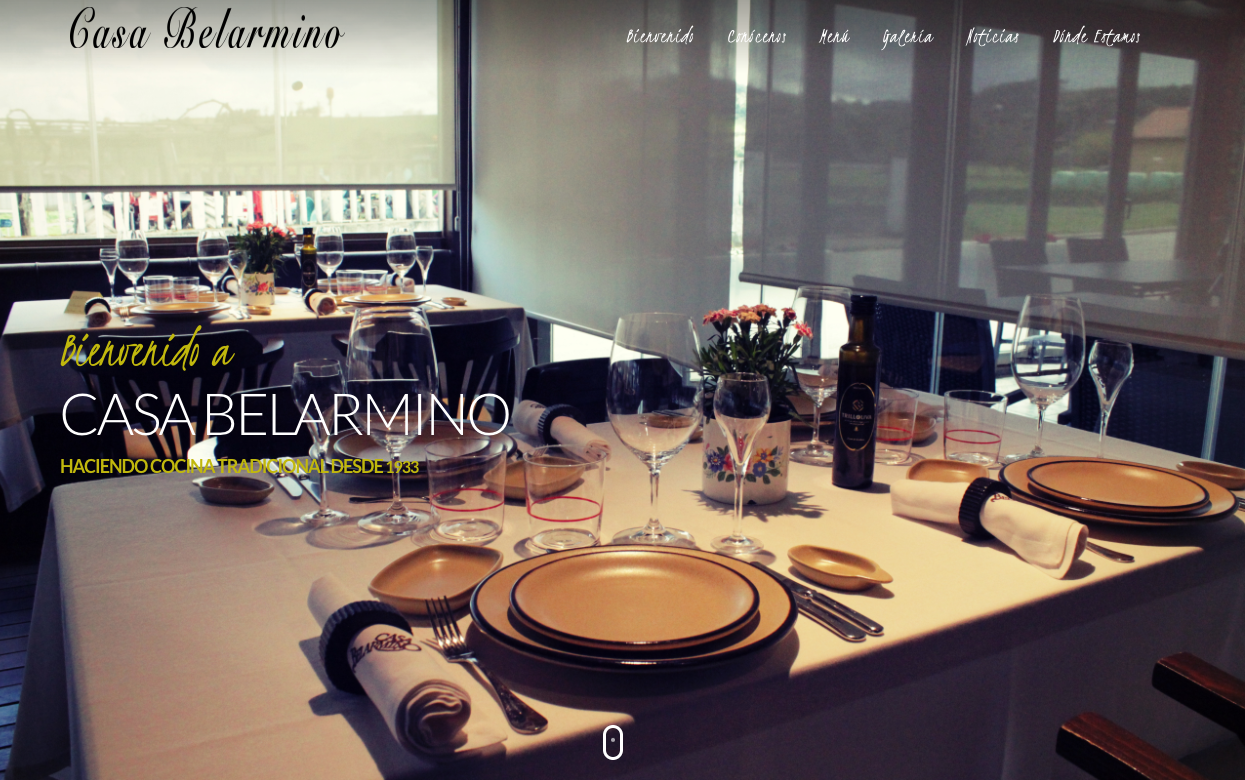 Casa Belarmino
Bienvenido Conócenos Menú Galería Noticias Dónde Estamos
Bienvenido a
CASA BELARMINO
HACIENDO COCINA TRADICIONAL DESDE 1933